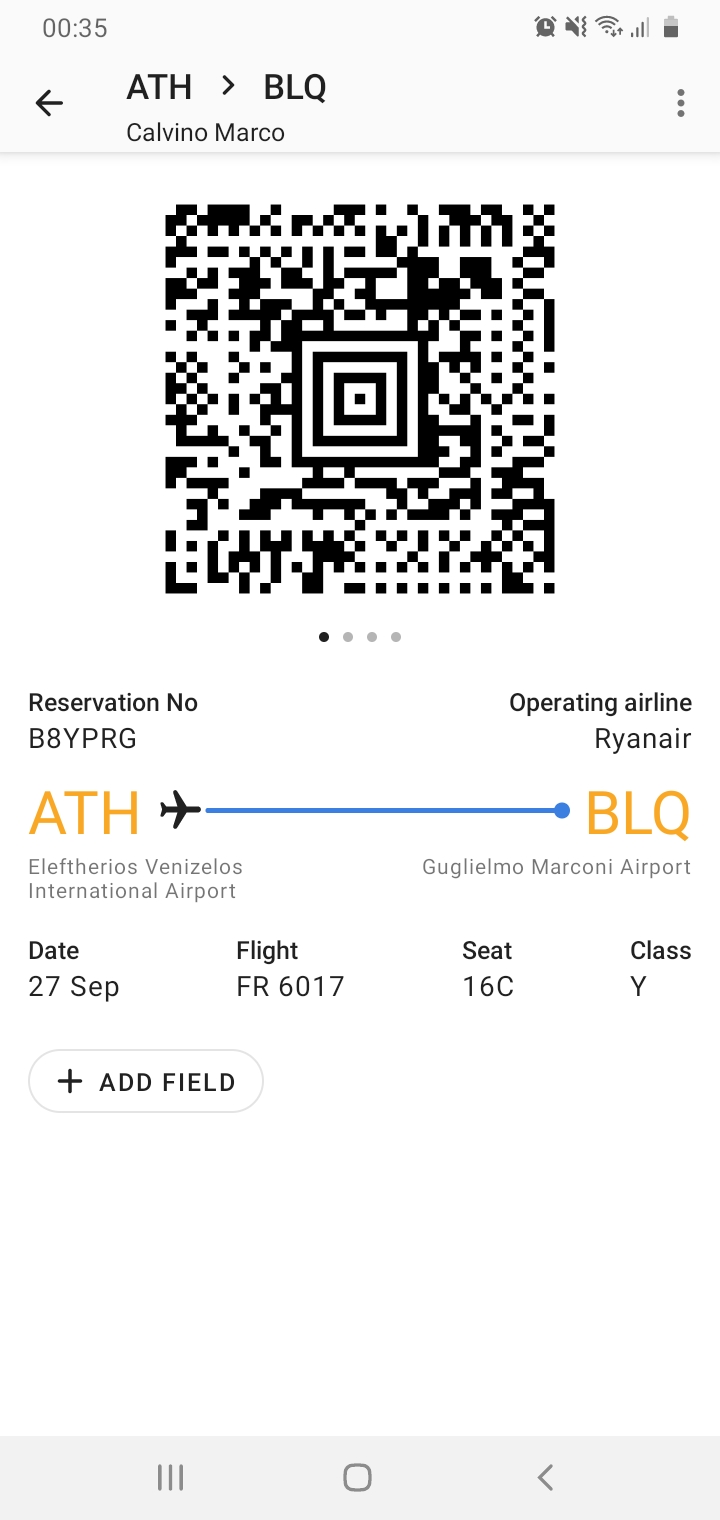 00:35
ATH > BLQ
Calvino Marco
Reservation No Operating airline
B8YPRG Ryanair
ATH BLQ
Eleftherios Venizelos Guglielmo Marconi Airport
International Airport
Date Flight Seat Class
27 Sep FR 6017 16C Y
+ ADD FIELD